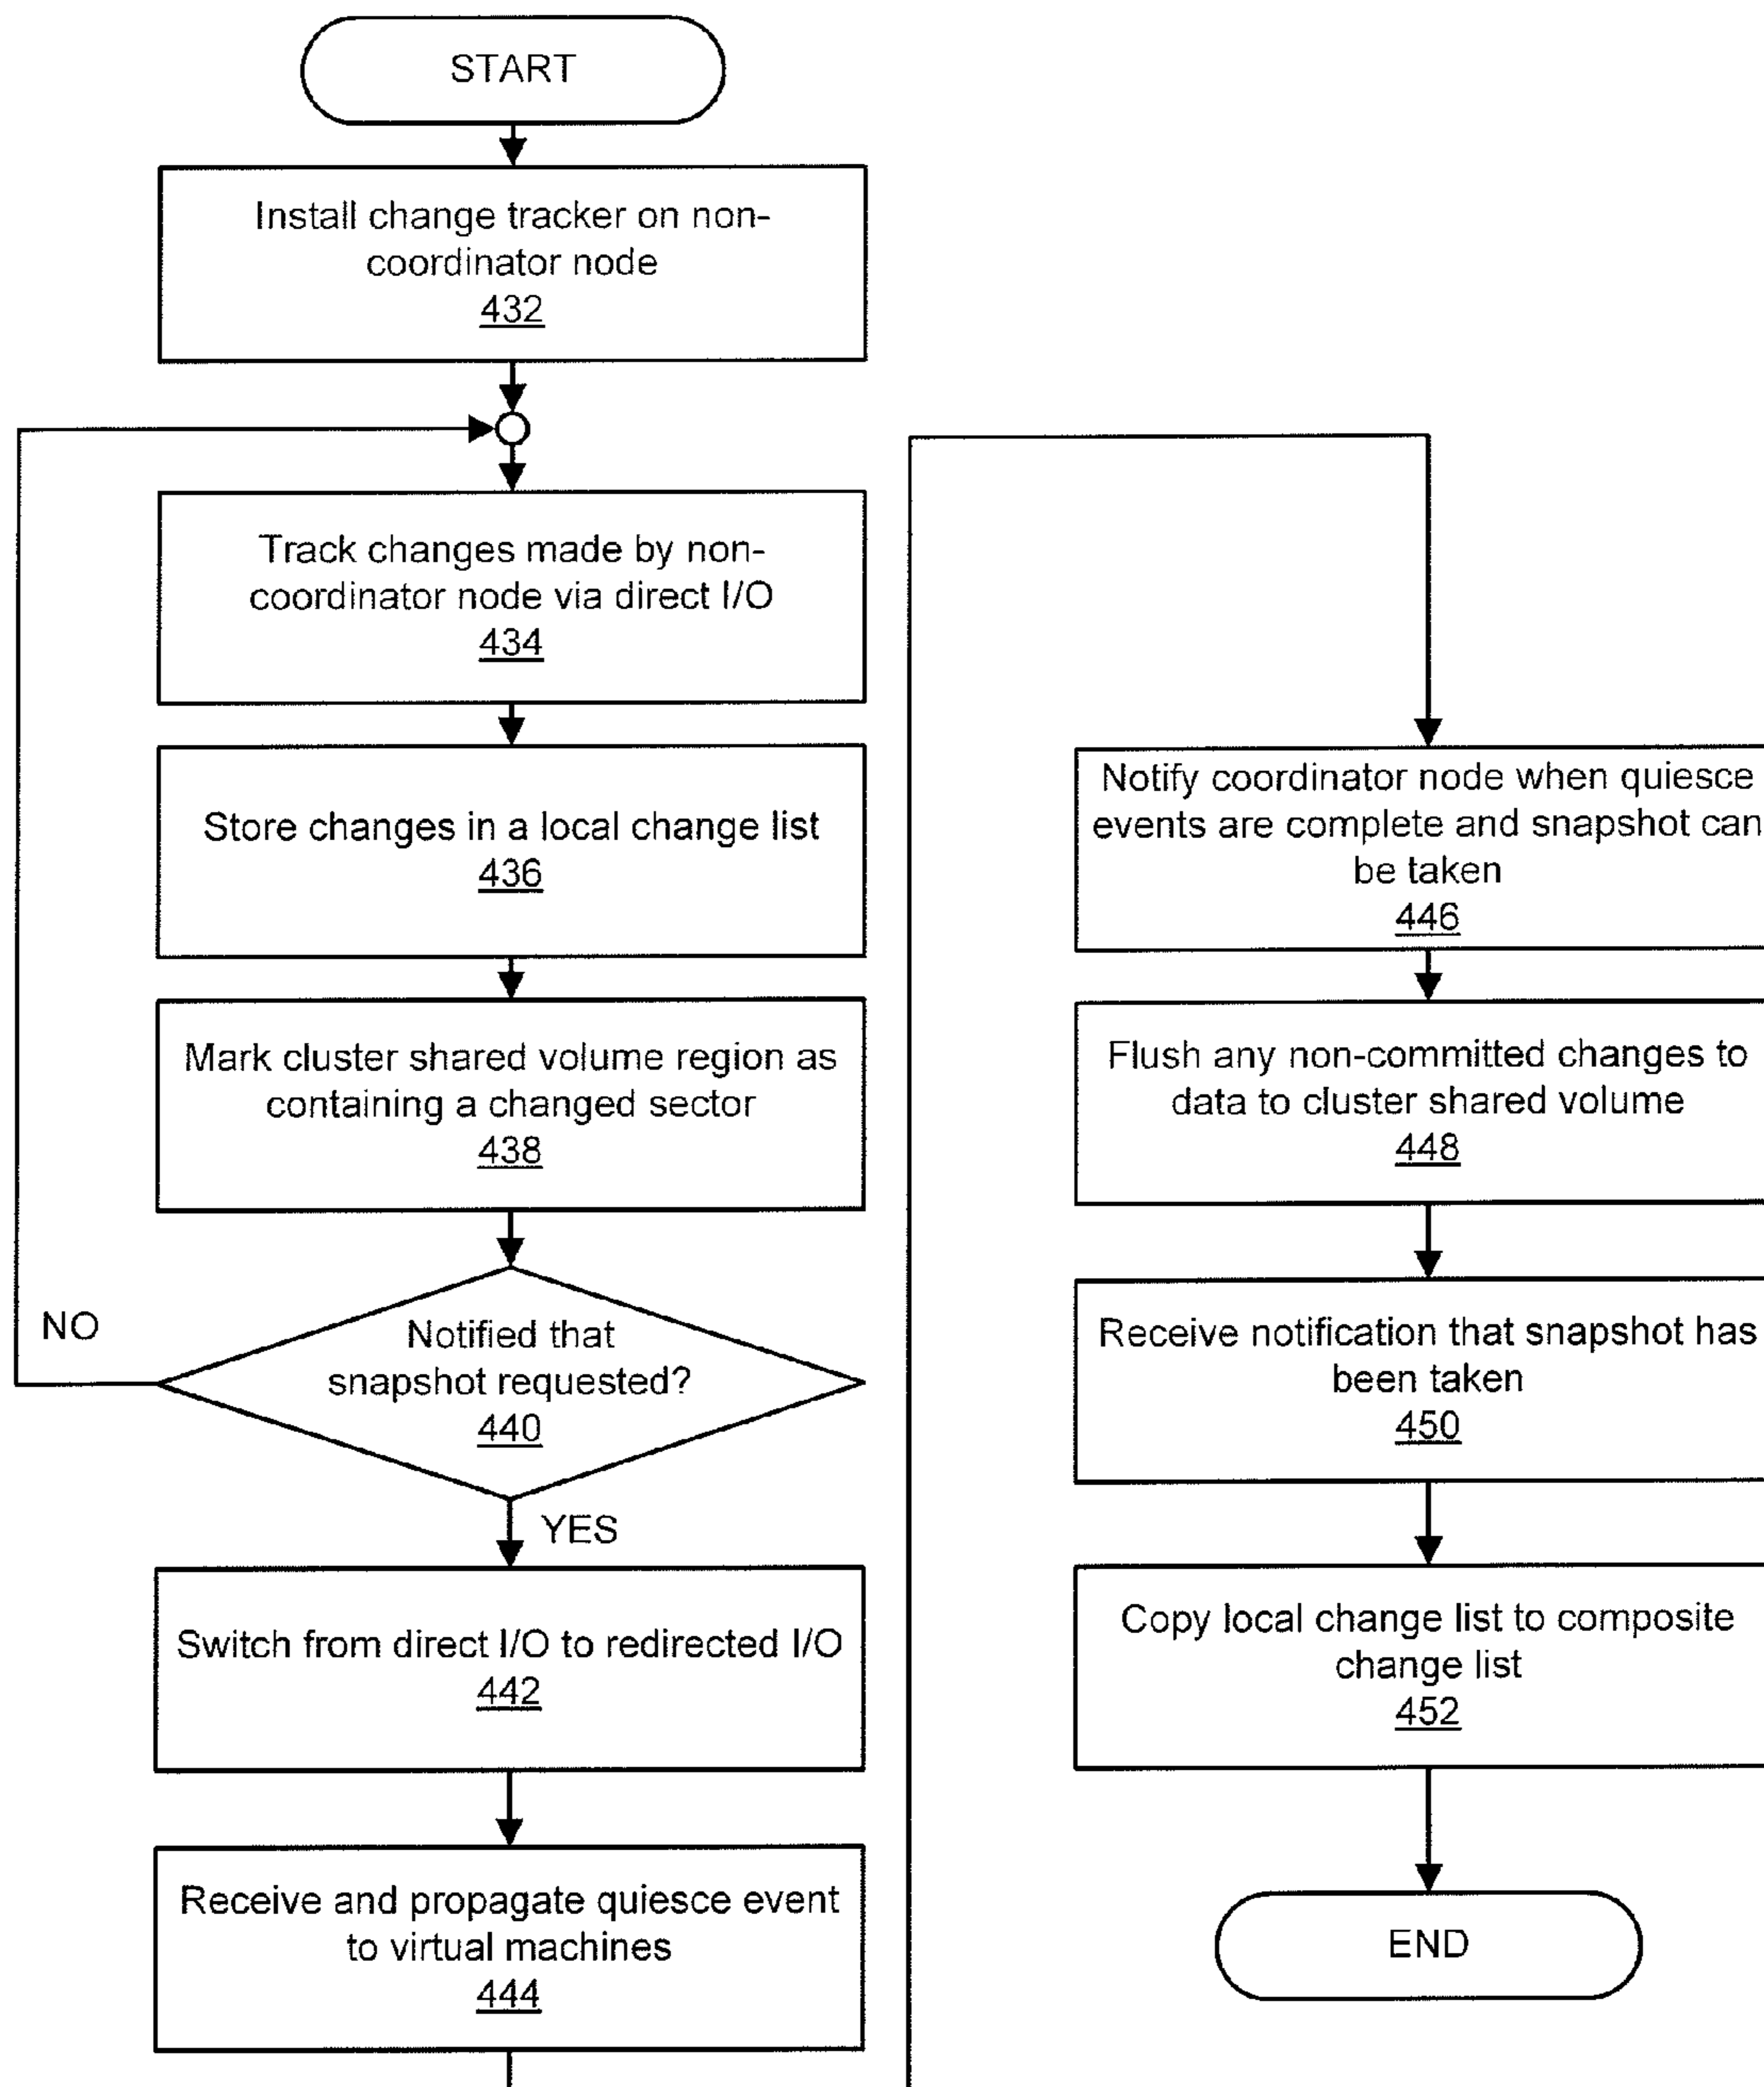 START
Install change tracker on non-
coordinator node
432
Track changes made by non-
coordinator node via direct I/O
434
Store changes in a local change list
436
Mark cluster shared volume region as
containing a changed sector
438
NO
Notified that
snapshot requested?
440
YES
Switch from direct I/O to redirected I/O
442
Receive and propagate quiesce event
to virtual machines
444
Notify coordinator node when quiesce
events are complete and snapshot can
be taken
446
Flush any non-committed changes to
data to cluster shared volume
448
Receive notification that snapshot has
been taken
450
Copy local change list to composite
change list
452
END